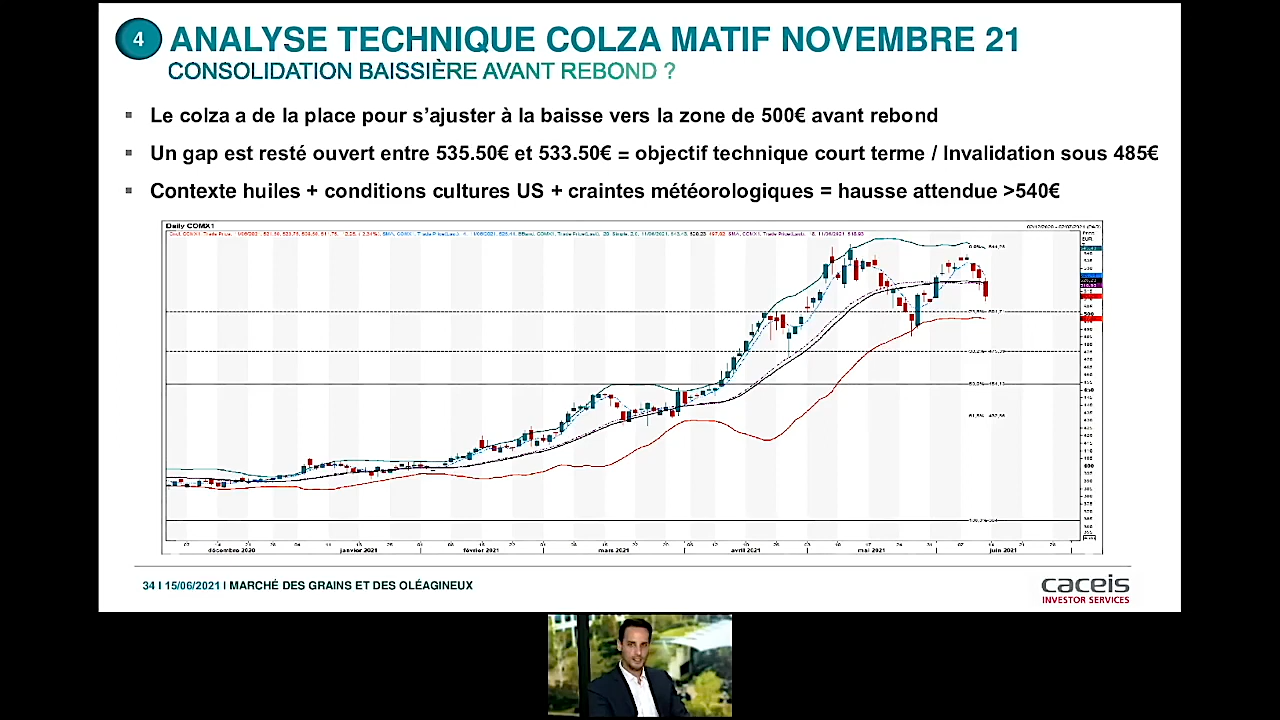 4 ANALYSE TECHNIQUE COLZA MATIF NOVEMBRE 21
CONSOLIDATION BAISSIÈRE AVANT REBOND ?
▪ Le colza a de la place pour s’ajuster à la baisse vers la zone de 500€ avant rebond
▪ Un gap est resté ouvert entre 535.50€ et 533.50€ = objectif technique court terme / Invalidation sous 485€
▪ Contexte huiles + conditions cultures US + craintes météorologiques = hausse attendue >540€
Daily COMX1
décembre 2020 janvier 2021 février 2021 mars 2021 avril 2021 mai 2021 juin 2021
34 I 15/06/2021 I MARCHÉ DES GRAINS ET DES OLÉAGINEUX
caceis
INVESTOR SERVICES